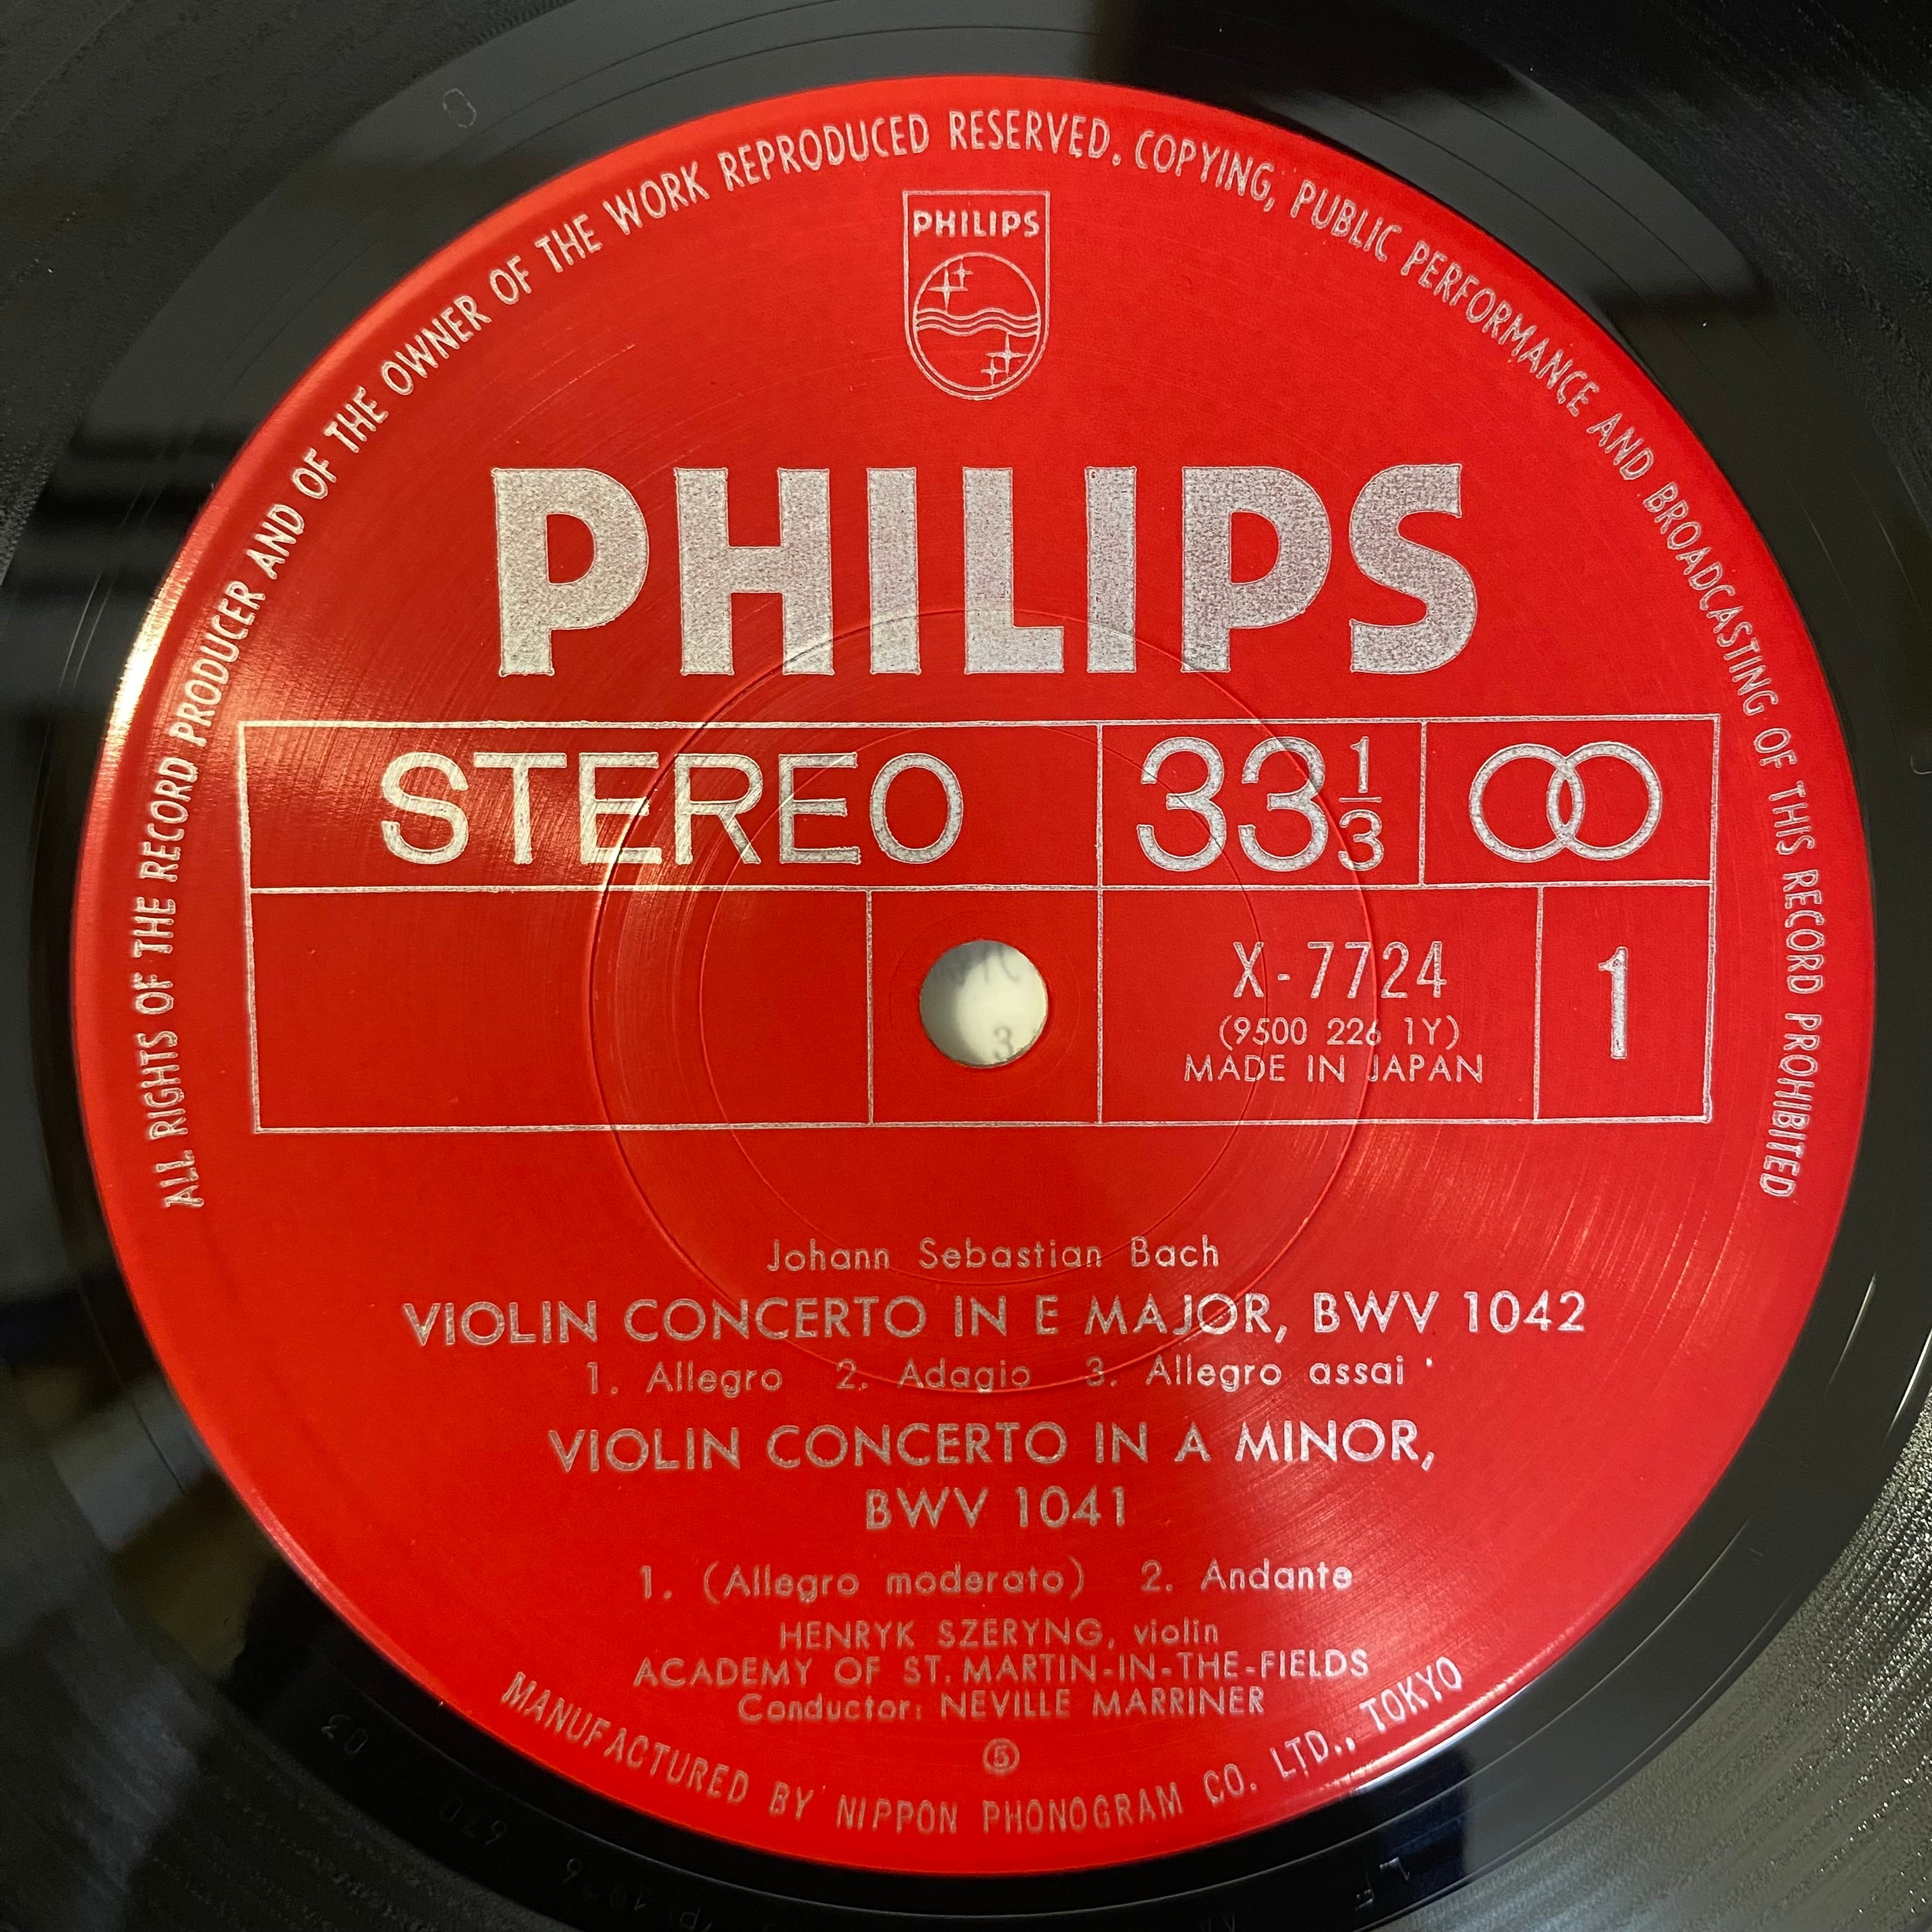 ALL RIGHTS OF THE RECORD PRODUCER AND OF THE OWNER OF THE WORK REPRODUCED RESERVED. COPYING, PUBLIC PERFORMANCE AND BROADCASTING OF THIS RECORD PROHIBITED
PHILIPS
PHILIPS
STEREO 33 1/3
X-7724 1
(9500 226 1Y)
MADE IN JAPAN
Johann Sebastian Bach
VIOLIN CONCERTO IN E MAJOR, BWV 1042
1. Allegro 2. Adagio 3. Allegro assai
VIOLIN CONCERTO IN A MINOR,
BWV 1041
1. (Allegro moderato) 2. Andante
HENRYK SZERYNG, violin
ACADEMY OF ST. MARTIN-IN-THE-FIELDS
Conductor: NEVILLE MARRINER
⑤
MANUFACTURED BY NIPPON PHONOGRAM CO. LTD., TOKYO